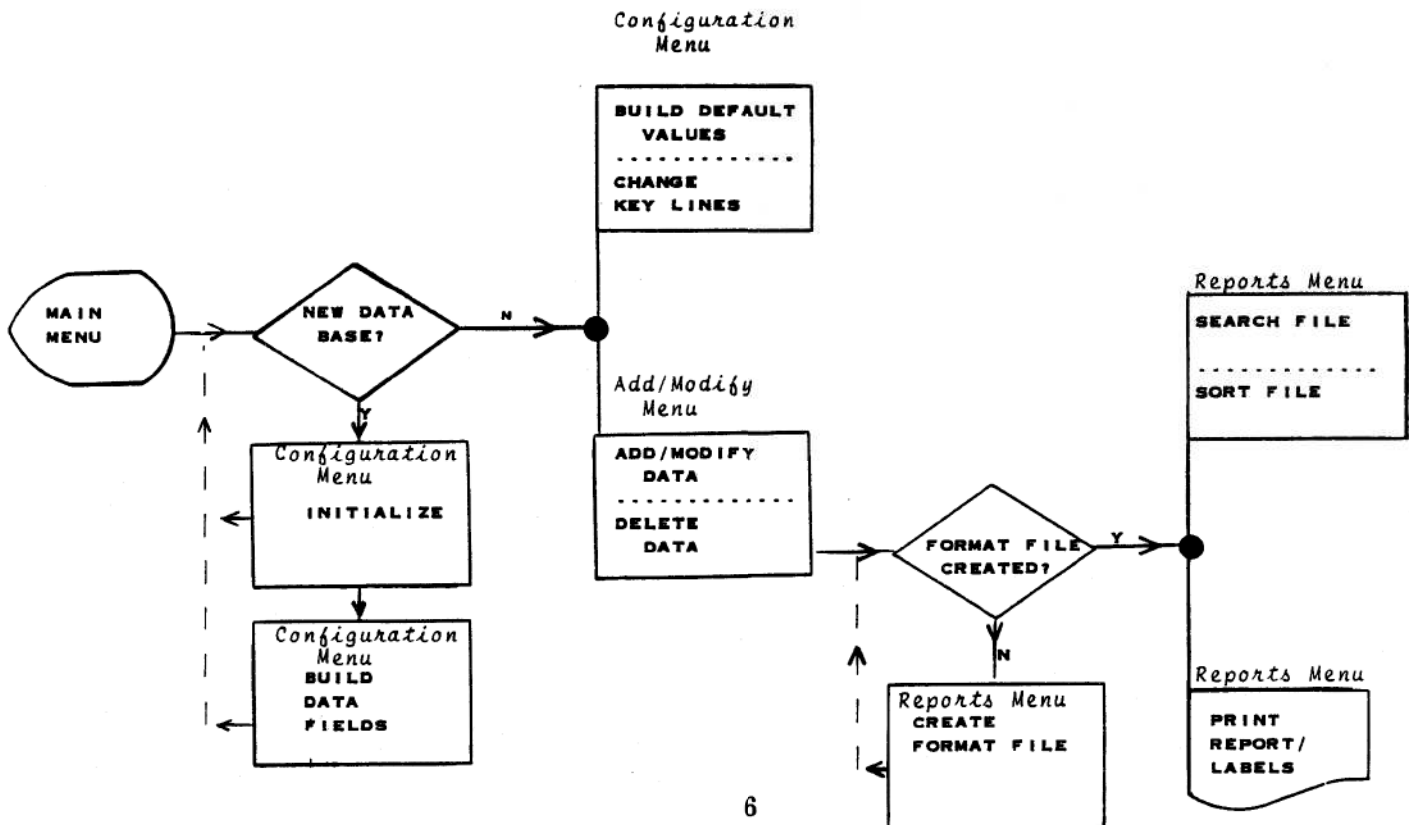 Configuration
Menu
BUILD DEFAULT
VALUES
CHANGE
KEY LINES
MAIN
MENU
NEW DATA
BASE?
N
Y
Configuration
Menu
INITIALIZE
Configuration
Menu
BUILD
DATA
FIELDS
Add/Modify
Menu
ADD/MODIFY
DATA
DELETE
DATA
FORMAT FILE
CREATED?
Y
N
Reports Menu
CREATE
FORMAT FILE
Reports Menu
SEARCH FILE
SORT FILE
Reports Menu
PRINT
REPORT/
LABELS
6